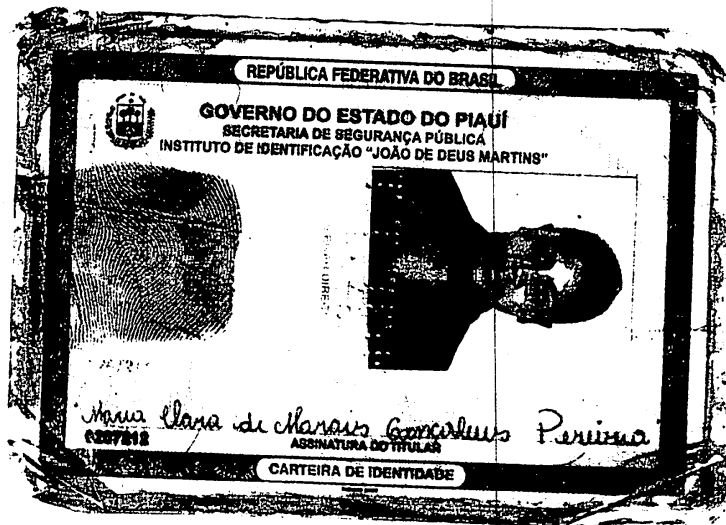 REPÚBLICA FEDERATIVA DO BRASIL
GOVERNO DO ESTADO DO PIAUÍ
SECRETARIA DE SEGURANÇA PÚBLICA
INSTITUTO DE IDENTIFICAÇÃO "JOÃO DE DEUS MARTINS"
Maria Clara de Morais Gonçalves Pereira
ASSINATURA DO TITULAR
CARTEIRA DE IDENTIDADE